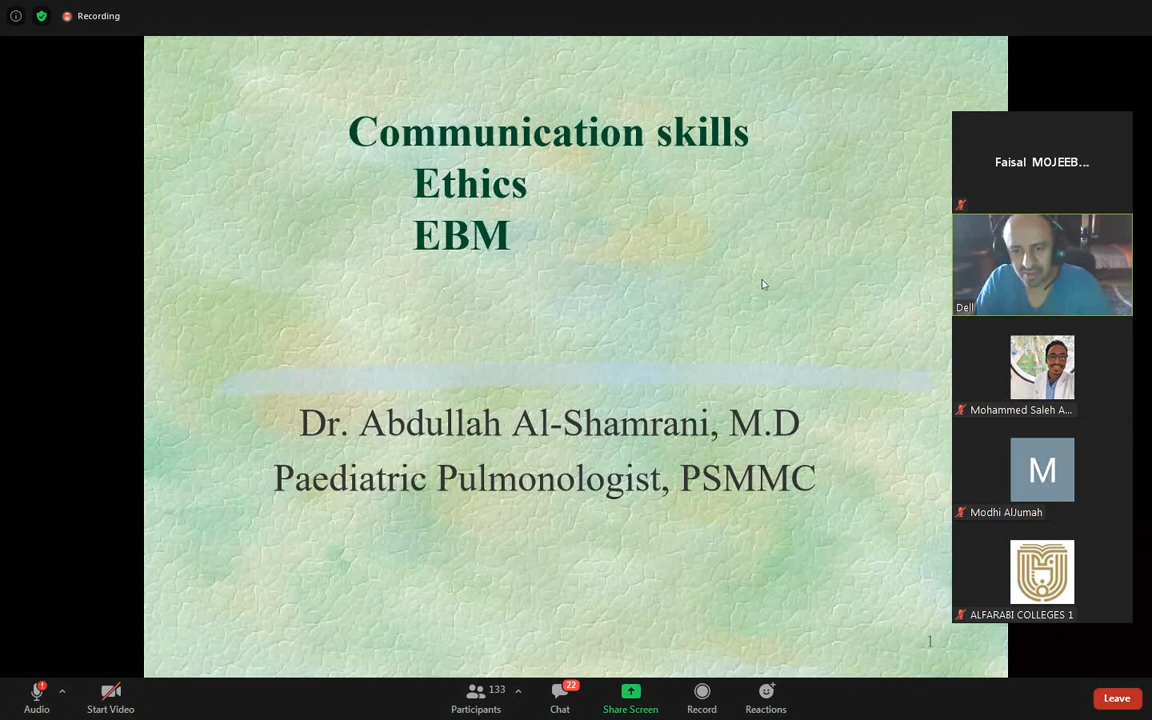 Recording
Communication skills
Ethics
EBM
Dr. Abdullah Al-Shamrani, M.D
Paediatric Pulmonologist, PSMMC
1
Faisal MOJEEB...
Dell
Mohammed Saleh A...
M
Modhi AlJumah
ALFARABI COLLEGES 1
Audio
Start Video
133
Participants
22
Chat
Share Screen
Record
Reactions
Leave